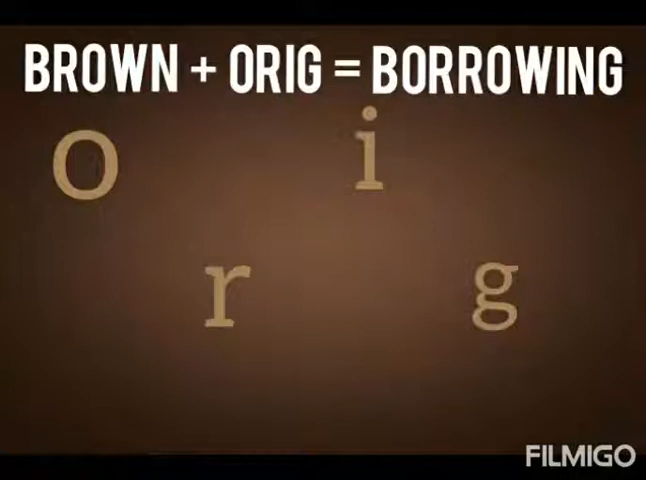 BROWN + ORIG = BORROWING
o i
r g
FILMIGO